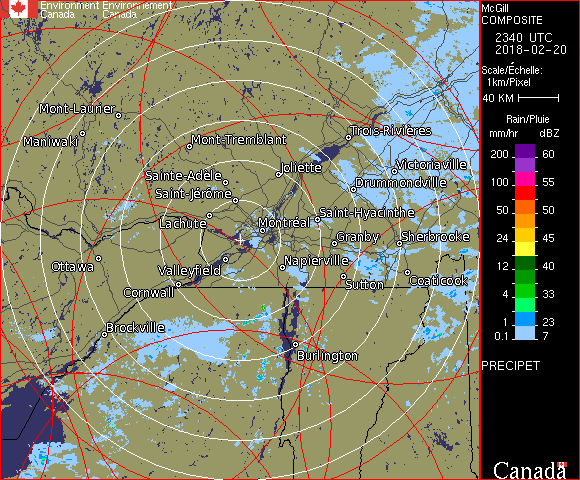 Environment Environnement
Canada Canada
Mont-Laurier
Maniwaki
Mont-Tremblant
Trois-Rivières
Sainte-Adèle
Joliette
Victoriaville
Saint-Jérôme
Drummondville
Lachute
Montréal
Saint-Hyacinthe
Granby
Sherbrooke
Ottawa
Valleyfield
Napierville
Cornwall
Sutton
Coaticook
Brockville
Burlington
McGill
COMPOSITE
2340 UTC
2018-02-20
Scale/Échelle:
1km/Pixel
40 KM
Rain/Pluie
mm/hr dBZ
200 60
100 55
50 50
24 45
12 40
4 33
1 23
0.1 7
PRECIPET
Canada